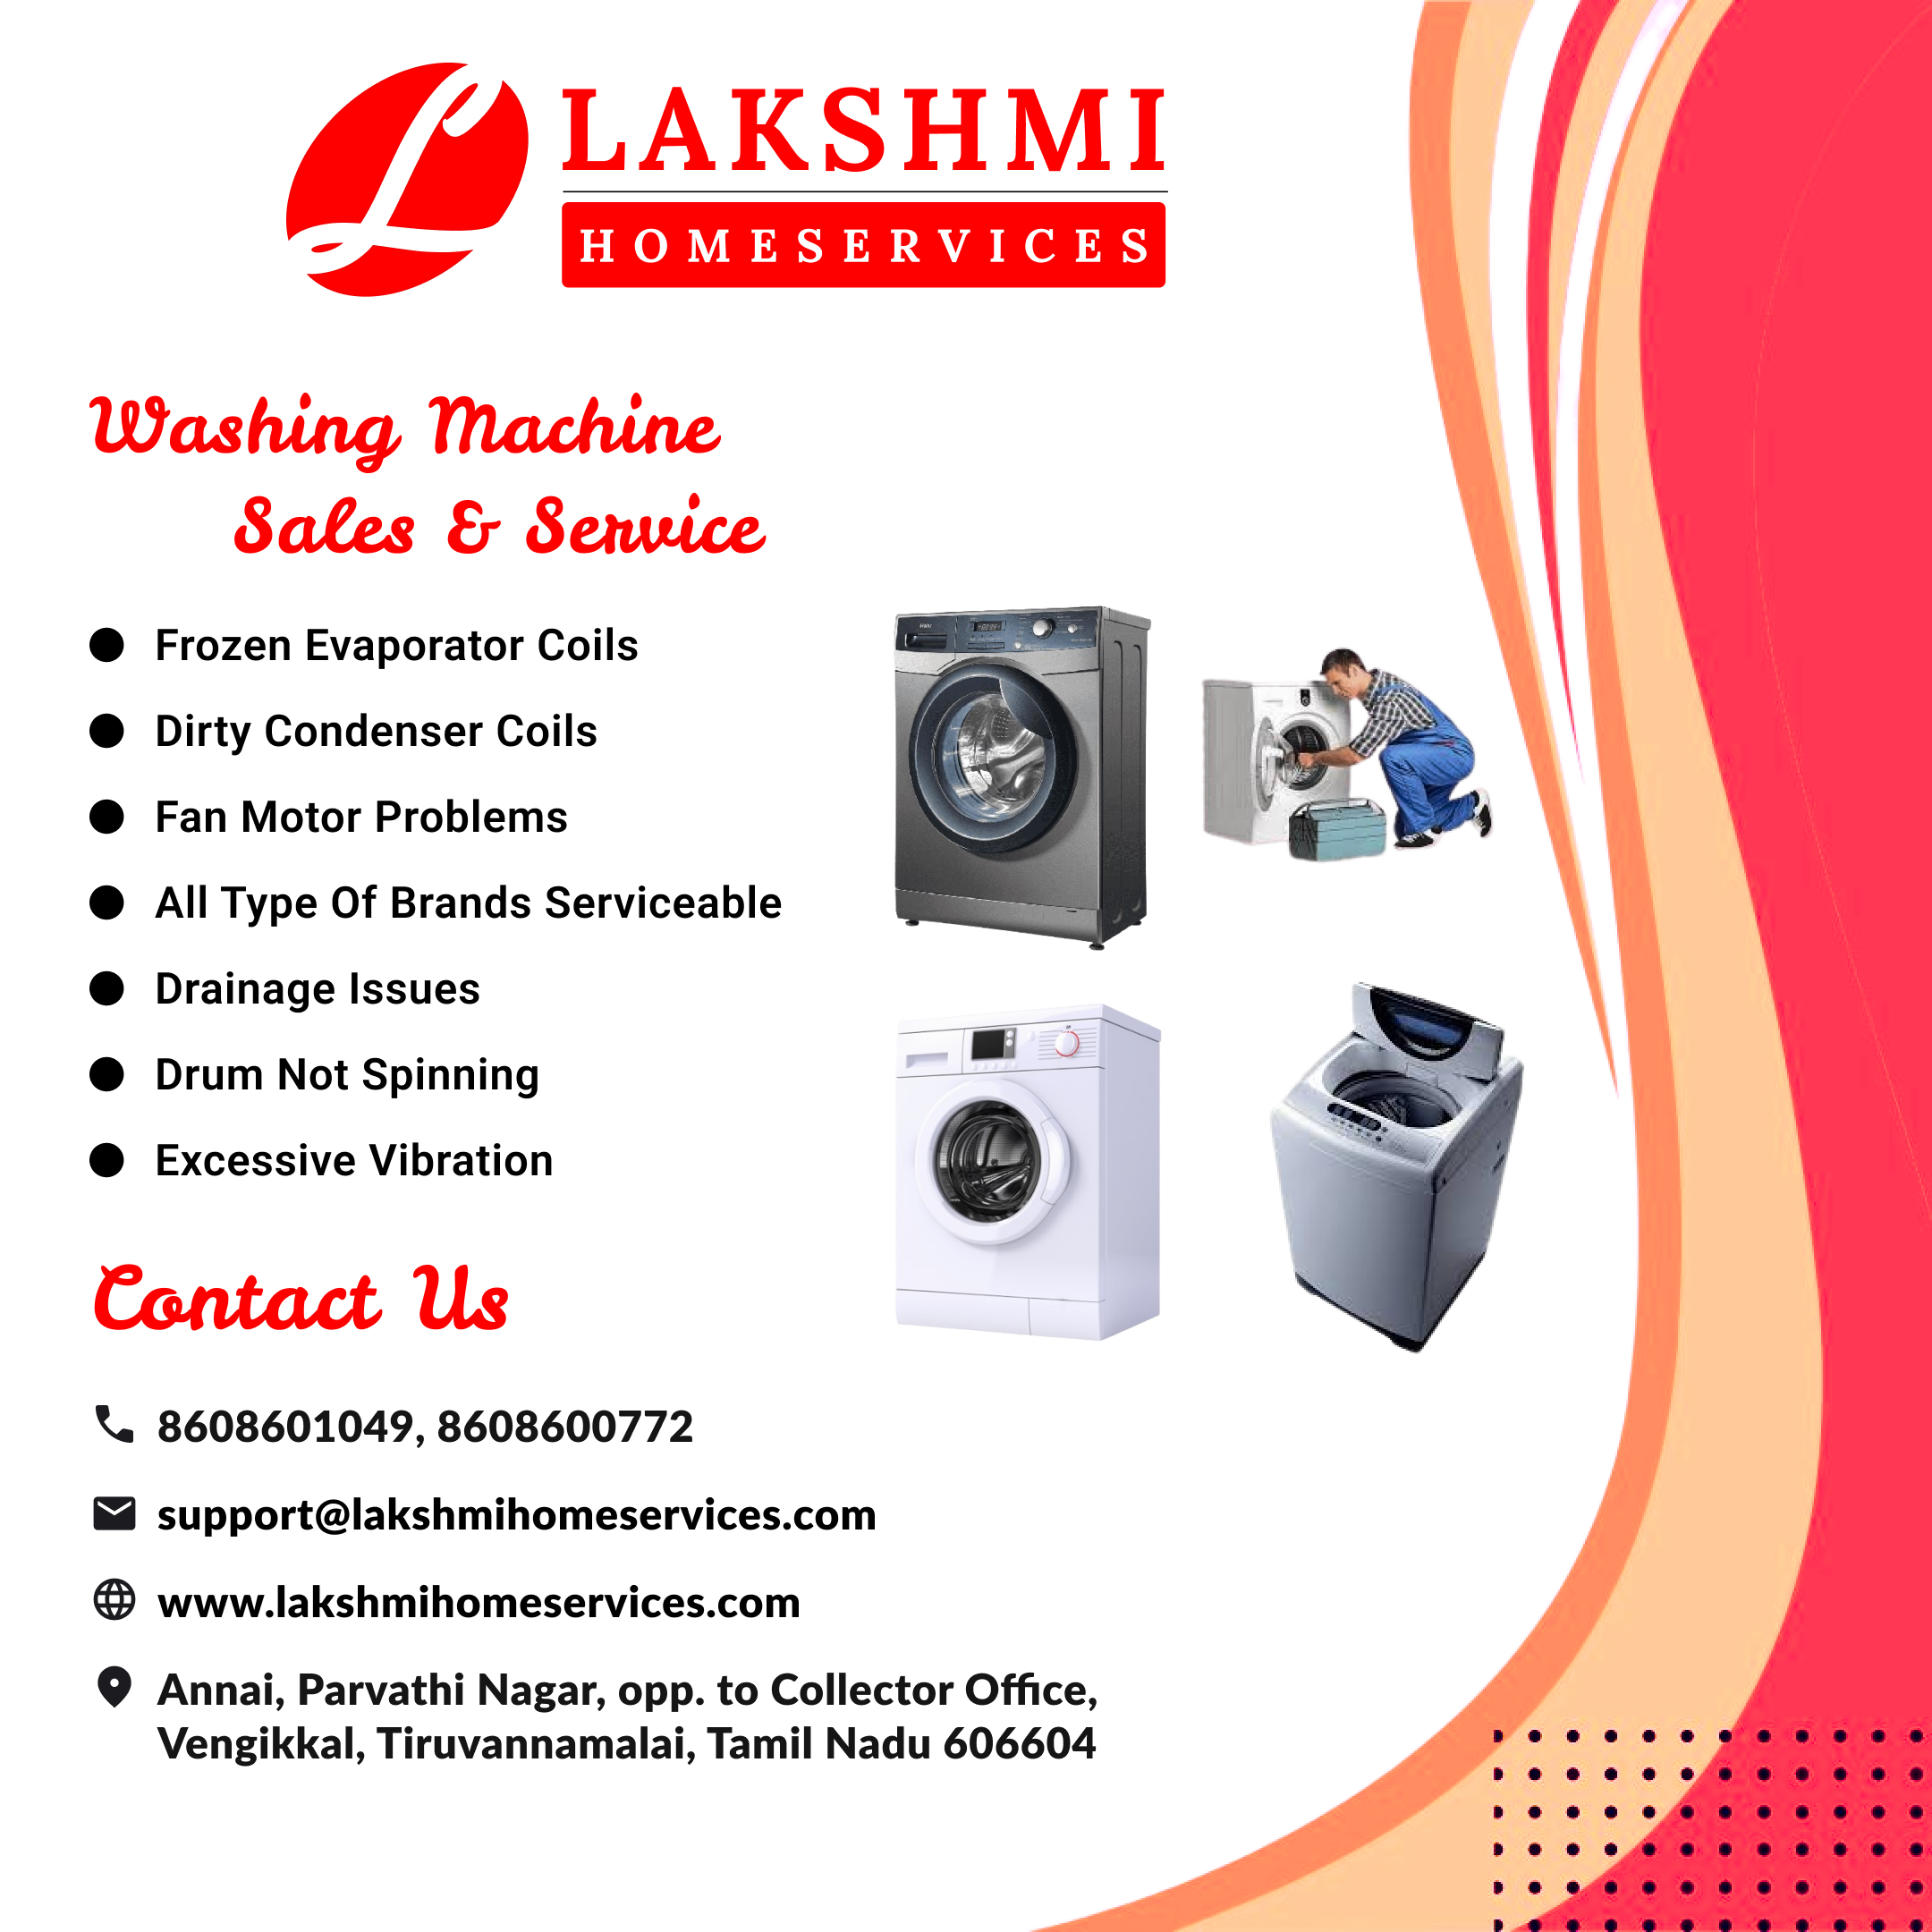 LAKSHMI
HOMESERVICES
Washing Machine
Sales & Service
Frozen Evaporator Coils
Dirty Condenser Coils
Fan Motor Problems
All Type Of Brands Serviceable
Drainage Issues
Drum Not Spinning
Excessive Vibration
Contact Us
8608601049, 8608600772
support@lakshmihomeservices.com
www.lakshmihomeservices.com
Annai, Parvathi Nagar, opp. to Collector Office,
Vengikkal, Tiruvannamalai, Tamil Nadu 606604